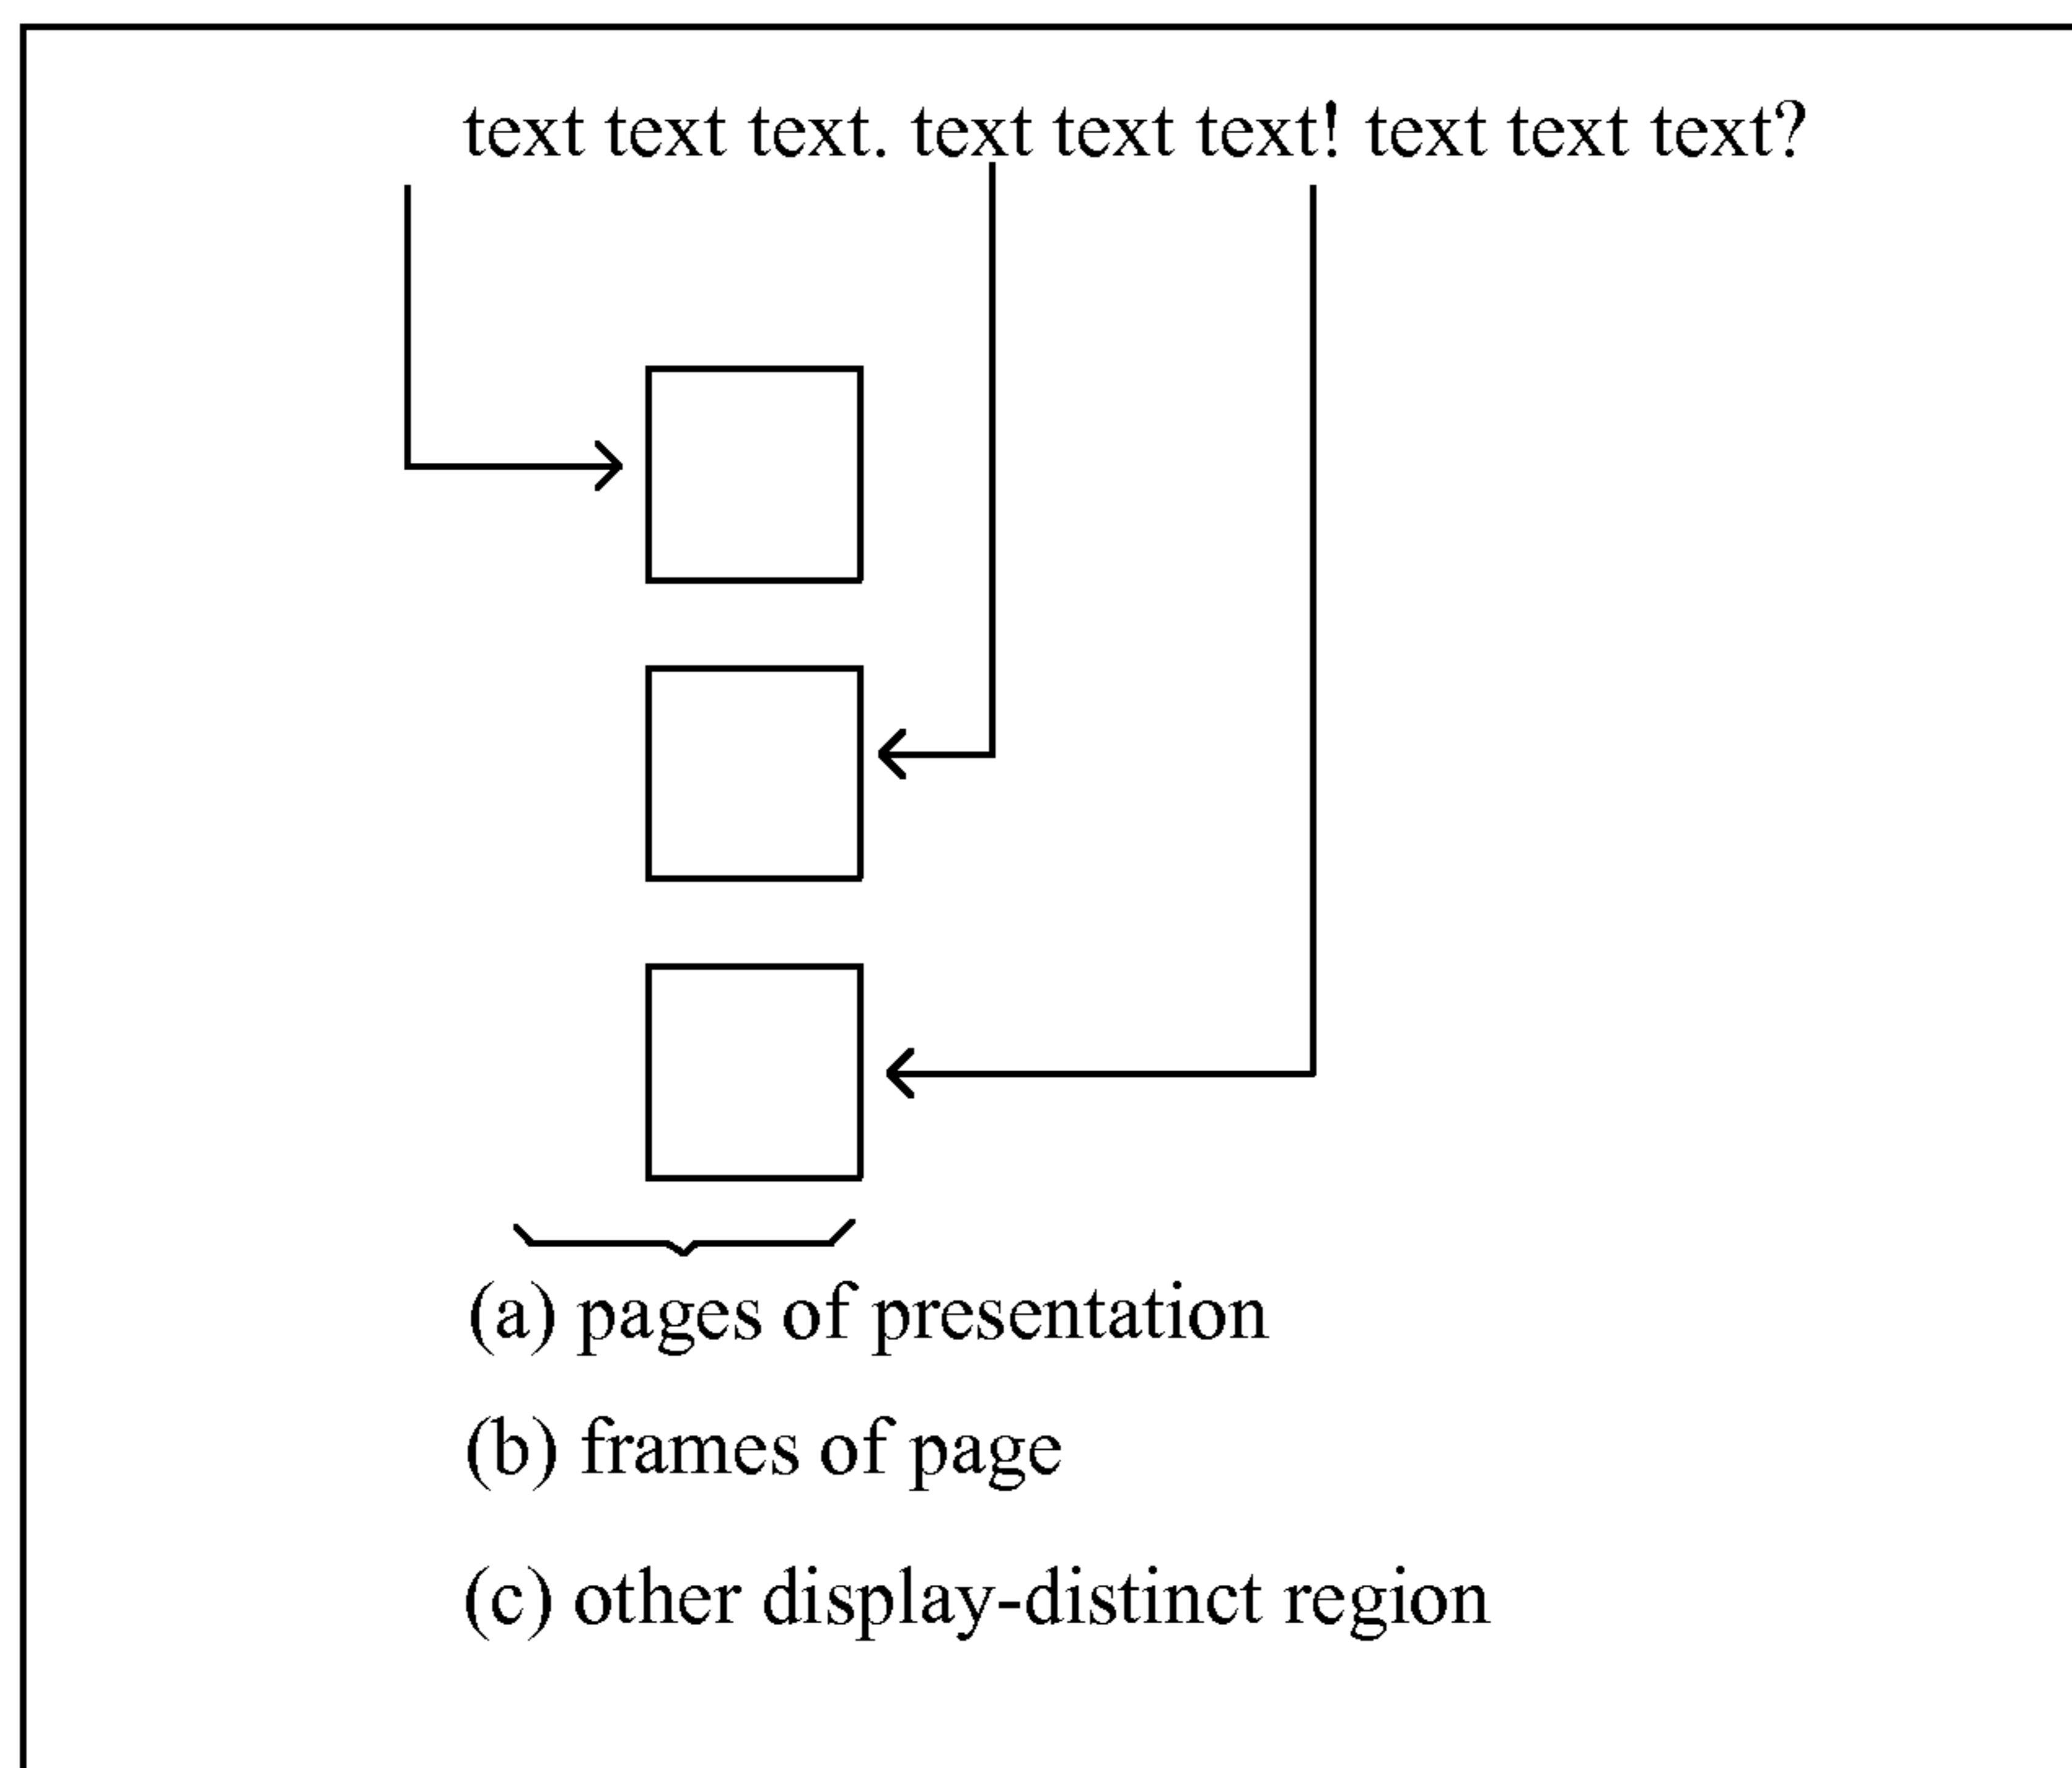 text text text. text text text! text text text?
(a) pages of presentation
(b) frames of page
(c) other display-distinct region